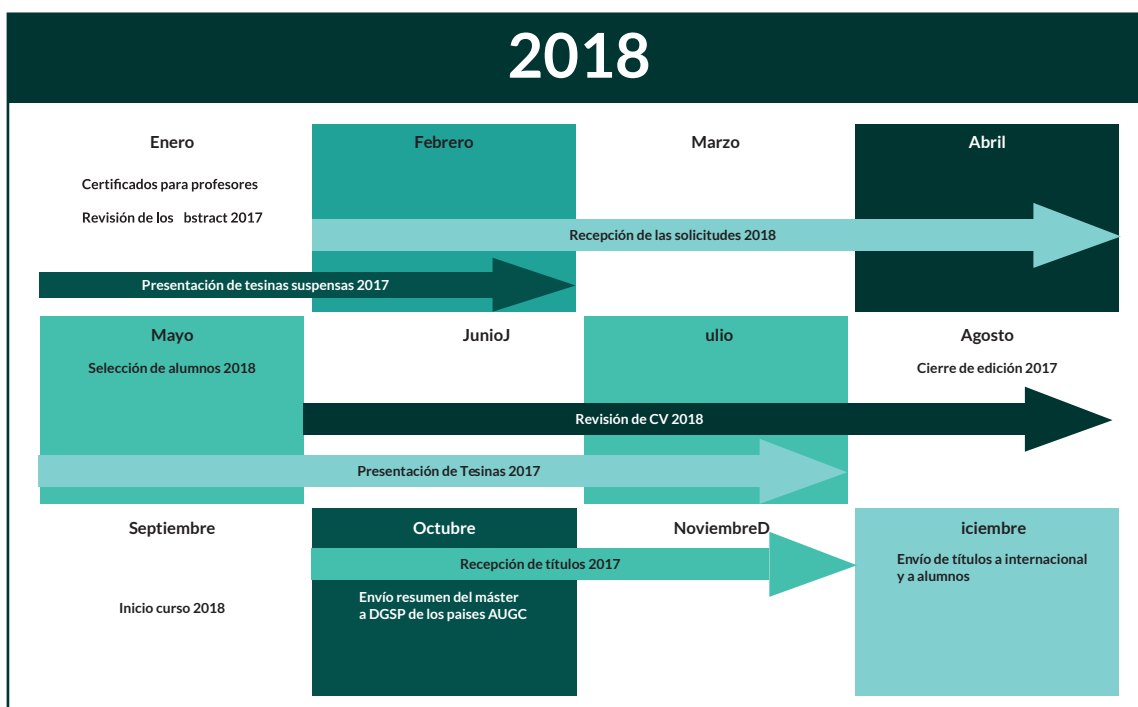 2018
Enero
Febrero
Marzo
Abril
Certificados para profesores
Revisión de los   bstract 2017
Recepción de las solicitudes 2018
Presentación de tesinas suspensas 2017
Mayo
JunioJ
ulio
Agosto
Selección de alumnos 2018
Cierre de edición 2017
Revisión de CV 2018
Presentación de Tesinas 2017
Septiembre
Octubre
NoviembreD
iciembre
Recepción de títulos 2017
Envío de títulos a internacional
y a alumnos
Inicio curso 2018
Envío resumen del máster
a DGSP de los paises AUGC